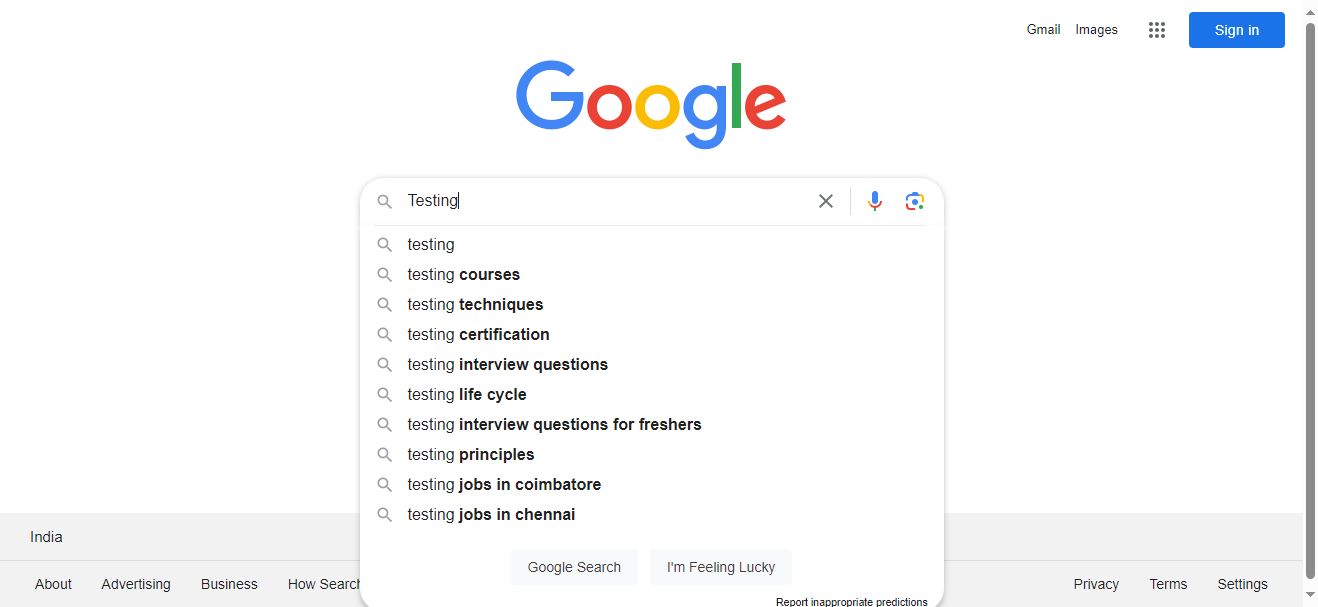 Gmail Images Sign in
Google
Testing
testing
testing courses
testing techniques
testing certification
testing interview questions
testing life cycle
testing interview questions for freshers
testing principles
testing jobs in coimbatore
testing jobs in chennai
Google Search I'm Feeling Lucky
Report inappropriate predictions
India
About Advertising Business How Search Privacy Terms Settings